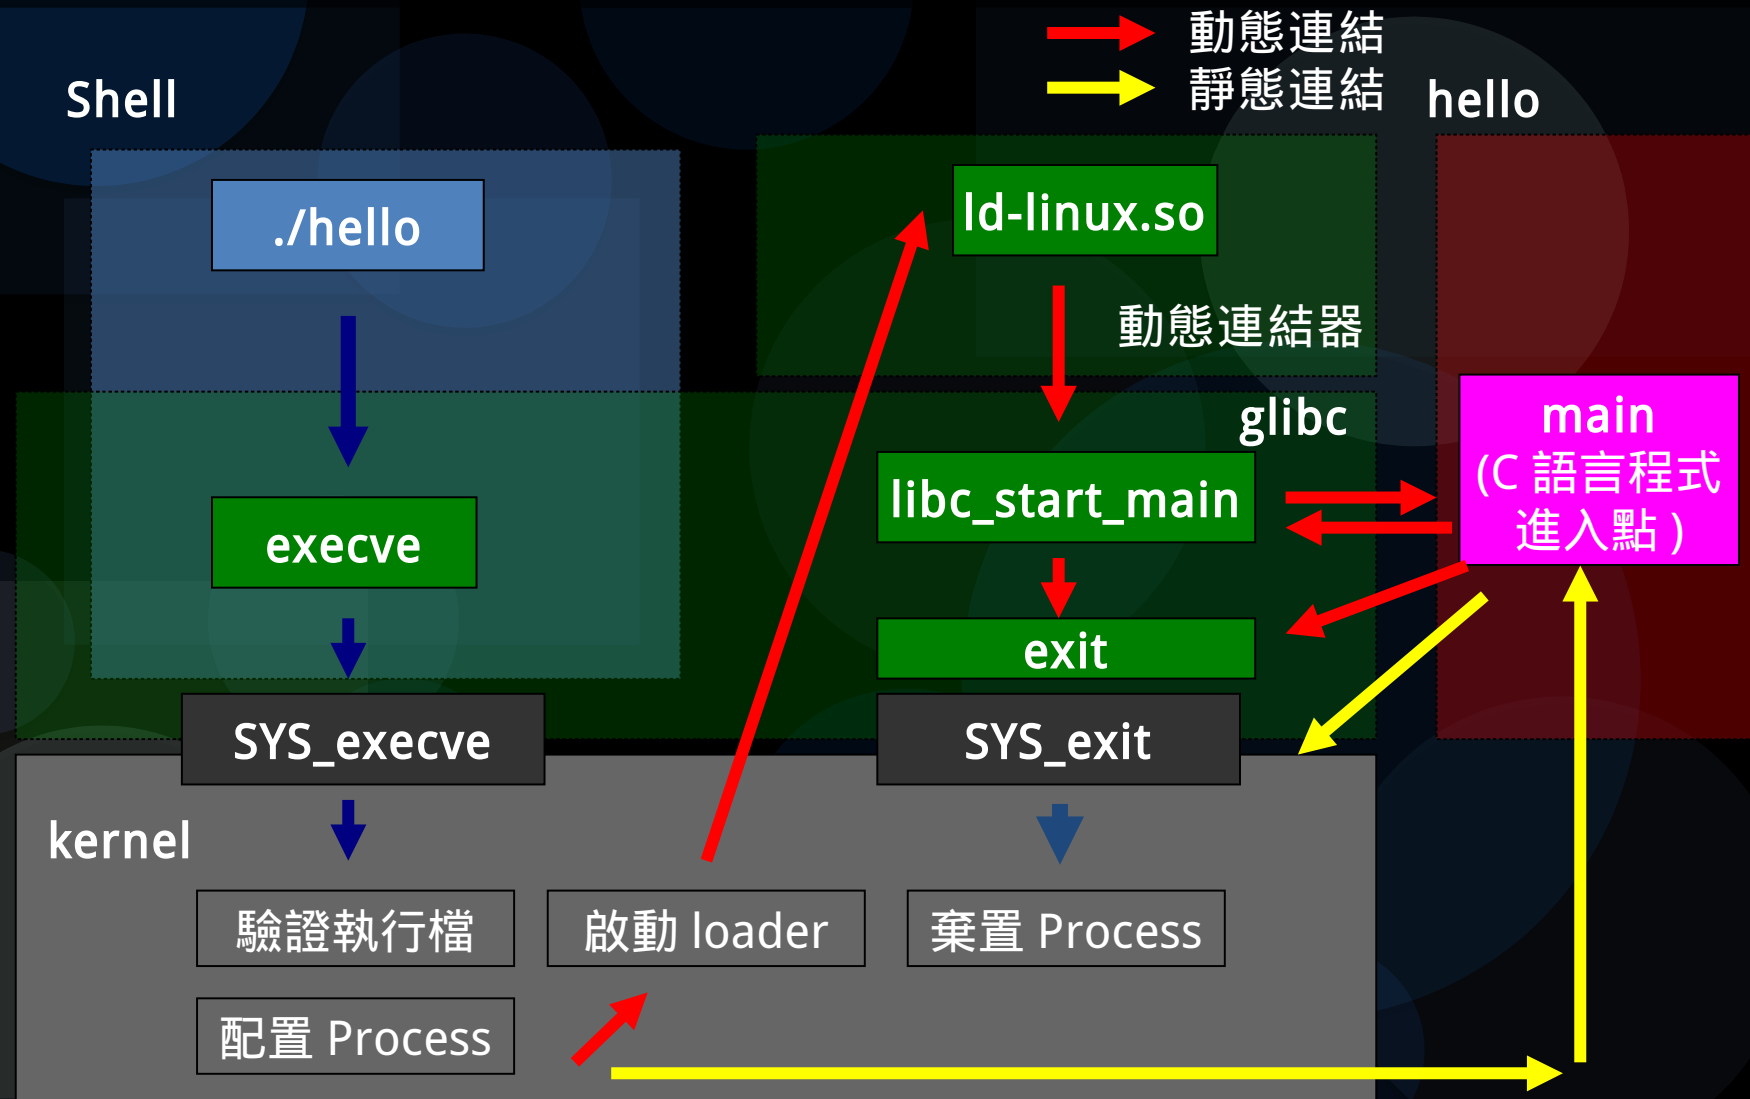 動態連結
靜態連結
Shell
hello
./hello
ld-linux.so
動態連結器
glibc
main
(C 語言程式
進入點 )
execve
libc_start_main
exit
SYS_execve
SYS_exit
kernel
驗證執行檔
啟動 loader
棄置 Process
配置 Process